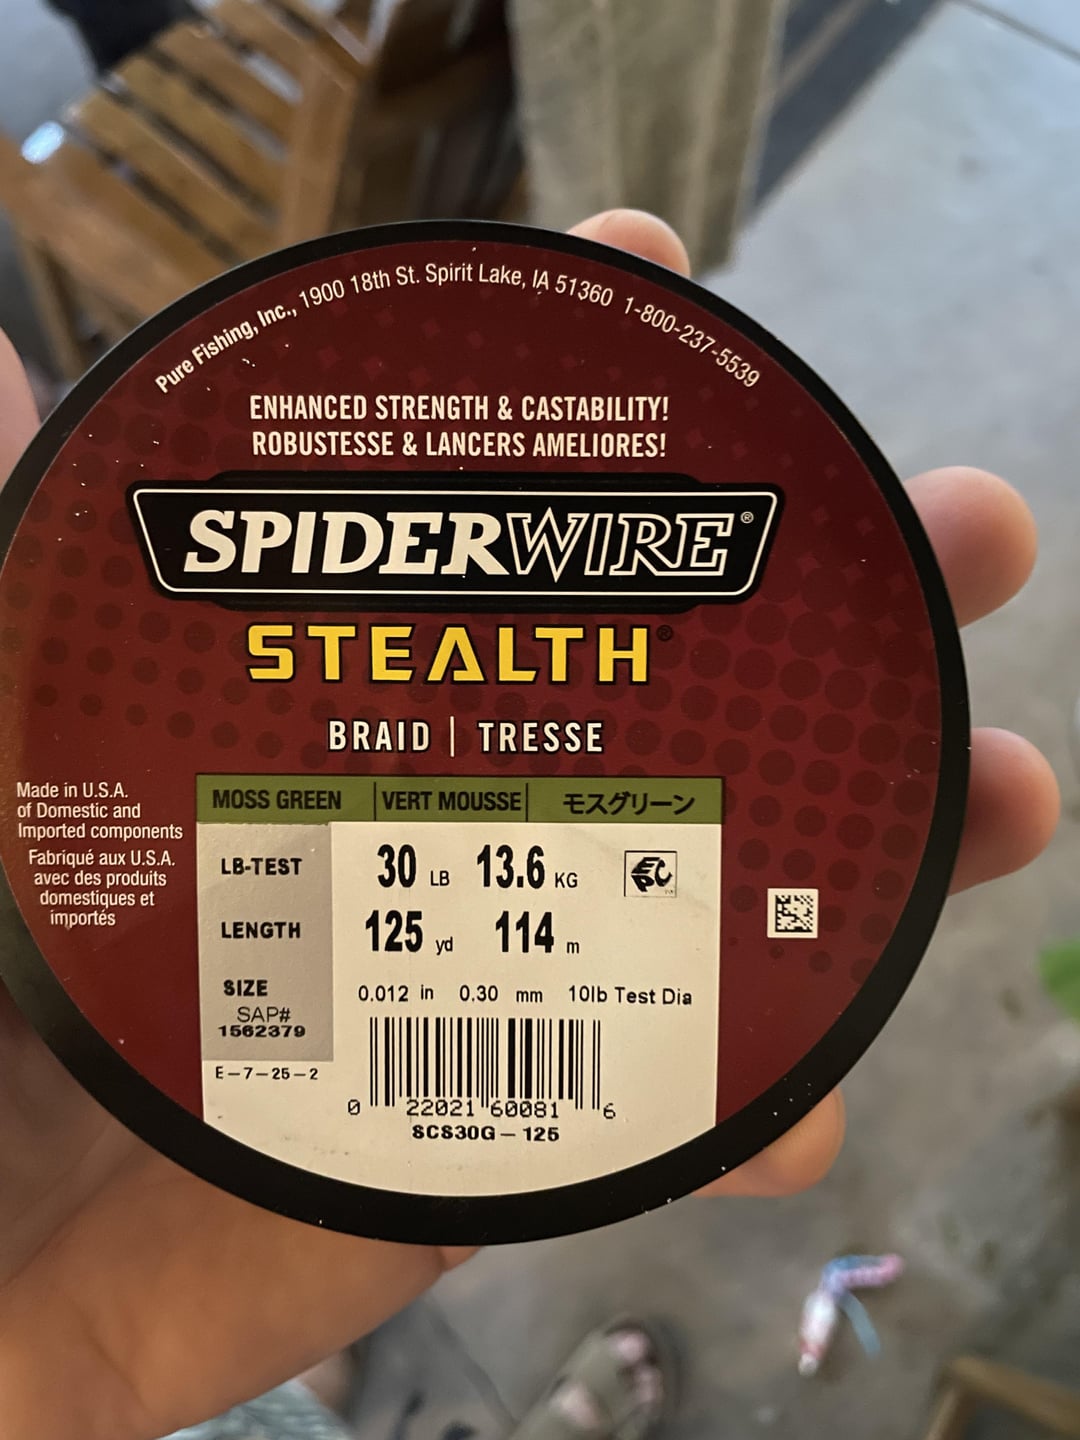 Pure Fishing, Inc., 1900 18th St. Spirit Lake, IA 51360 1-800-237-5539
ENHANCED STRENGTH & CASTABILITY!
ROBUSTESSE & LANCERS AMELIORES!
SPIDERWIRE®
STEALTH®
BRAID | TRESSE
Made in U.S.A.
of Domestic and
Imported components
Fabriqué aux U.S.A.
avec des produits
domestiques et
importés
MOSS GREEN | VERT MOUSSE | モスグリーン
LB-TEST 30 LB 13.6 KG
LENGTH 125 yd 114 m
SIZE 0.012 in 0.30 mm 10lb Test Dia
SAP#
1562379
E-7-25-2
0 22021 60081 6
SCS30G-125